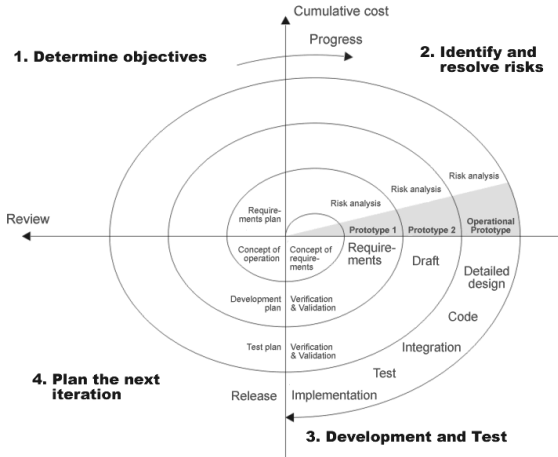 Cumulative cost
Progress
1. Determine objectives
2. Identify and
resolve risks
Risk analysis
Risk analysis
Risk analysis
Require-
ments plan
Review
Prototype 1
Prototype 2
Operational
Prototype
Concept of
operation
Concept of
require-
ments
Require-
ments
Draft
Detailed
design
Development
plan
Verification
& Validation
Code
Test plan
Verification
& Validation
Integration
Test
4. Plan the next
iteration
Release
Implementation
3. Development and Test